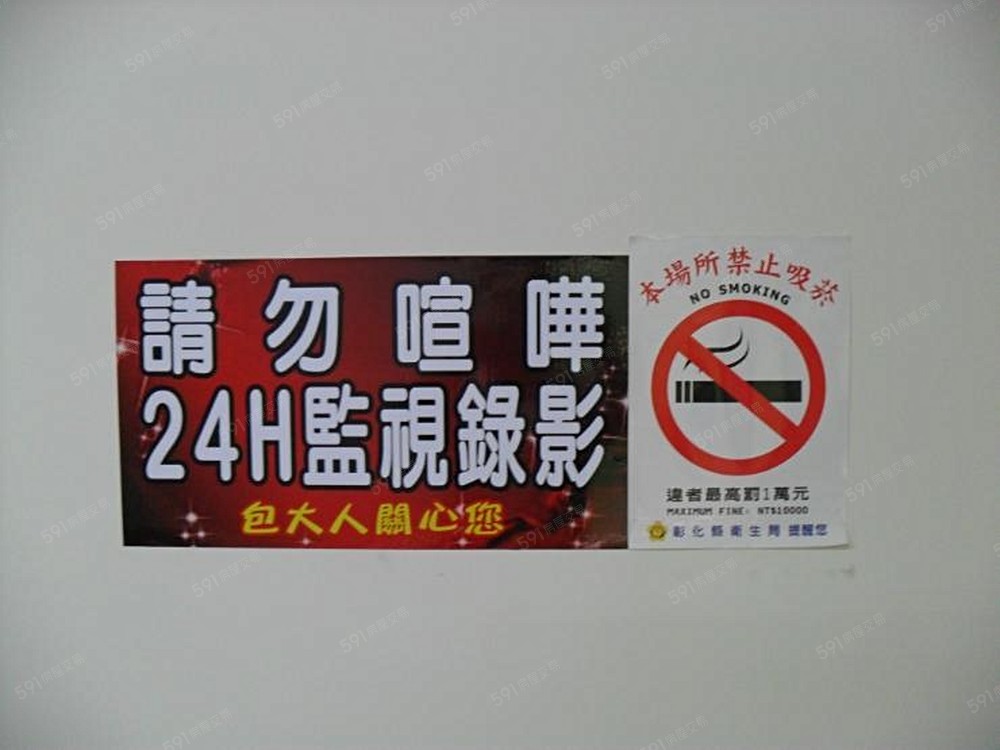 請勿喧嘩
24H監視錄影
包大人關心您
本場所禁止吸菸
NO SMOKING
違者最高罰1萬元
MAXIMUM FINE: NT$10000
彰化縣衛生局 提醒您